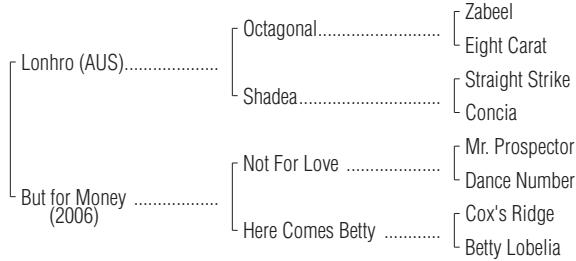 Zabeel
Octagonal
Eight Carat
Lonhro (AUS)
Straight Strike
Shadea
Concia
Mr. Prospector
Not For Love
Dance Number
But for Money
(2006)
Cox's Ridge
Here Comes Betty
Betty Lobelia